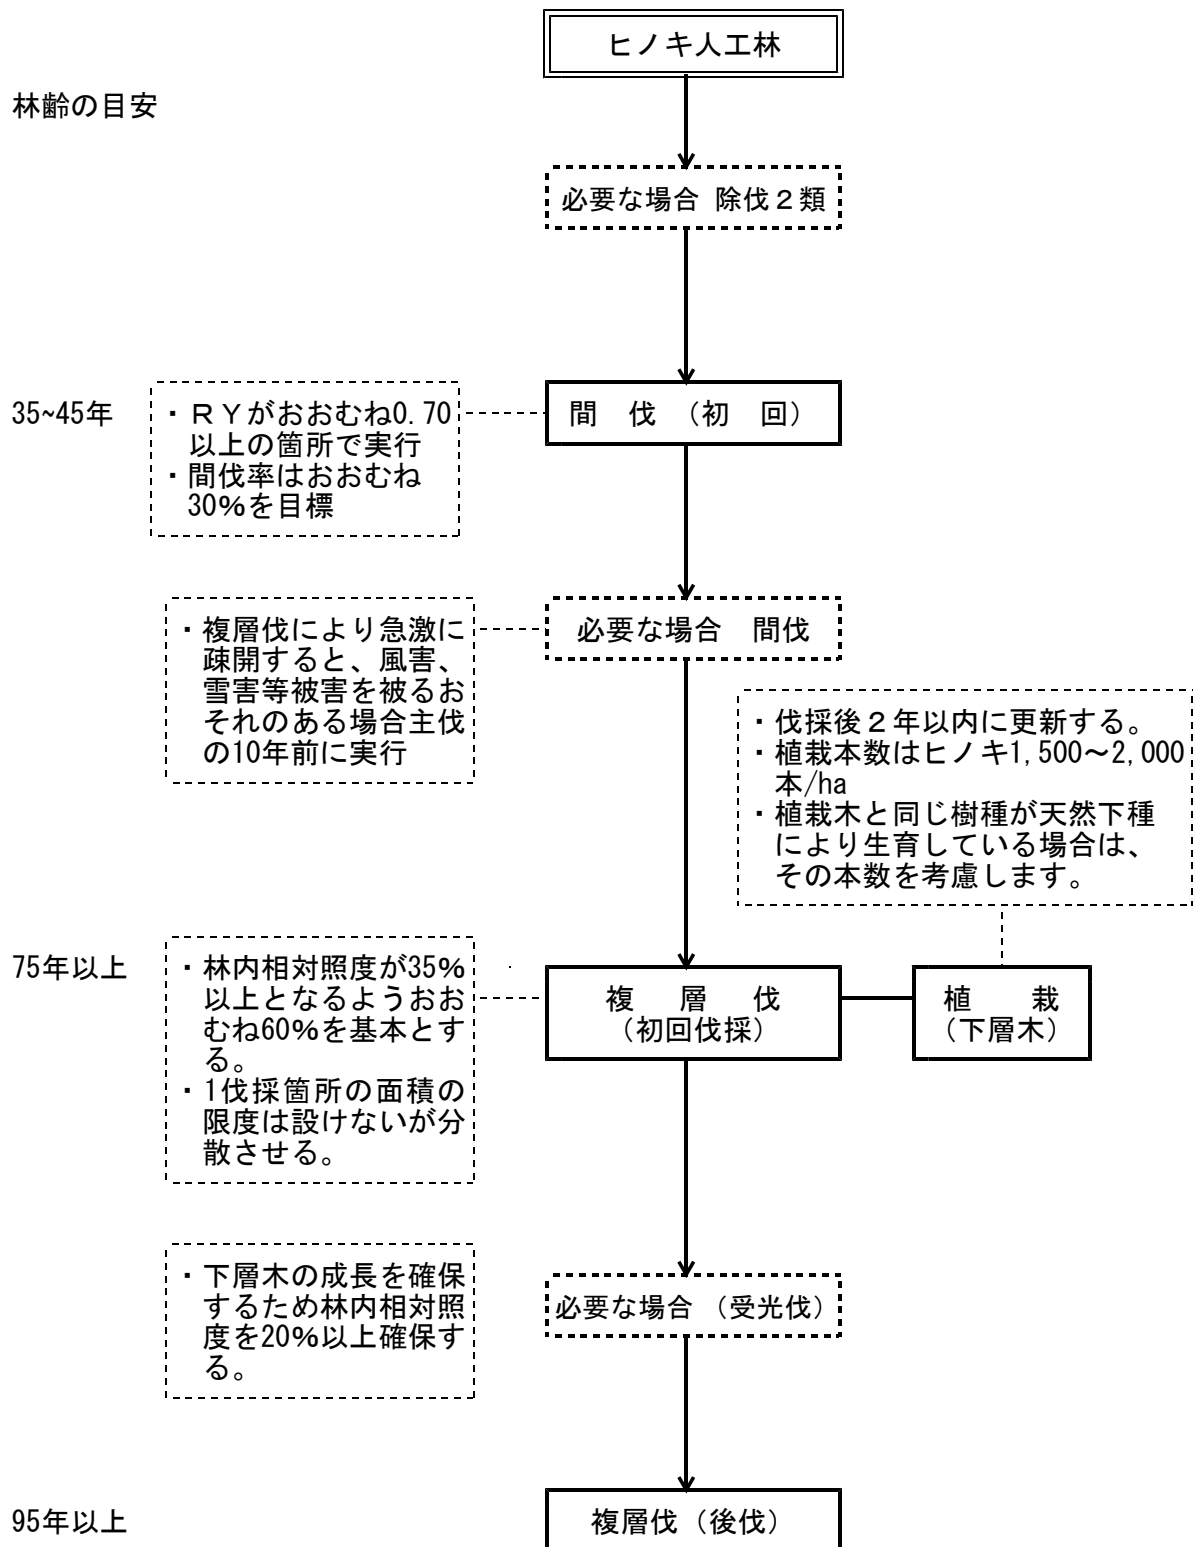 ヒノキ人工林
林齢の目安
必要な場合 除伐２類
35~45年
・ＲＹがおおむね0.70
以上の箇所で実行
・間伐率はおおむね
30%を目標
間　伐 （初　回）
・複層伐により急激に
疎開すると、風害、
雪害等被害を被るお
それのある場合主伐
の10年前に実行
必要な場合　間伐
・伐採後２年以内に更新する。
・植栽本数はヒノキ1,500～2,000
本/ha
・植栽木と同じ樹種が天然下種
により生育している場合は、
その本数を考慮します。
75年以上
・林内相対照度が35%
以上となるようおお
むね60%を基本とす
る。
・1伐採箇所の面積の
限度は設けないが分
散させる。
複　層　伐
（初回伐採）
植　　栽
（下層木）
・下層木の成長を確保
するため林内相対照
度を20%以上確保す
る。
必要な場合 （受光伐）
95年以上
複層伐（後伐）